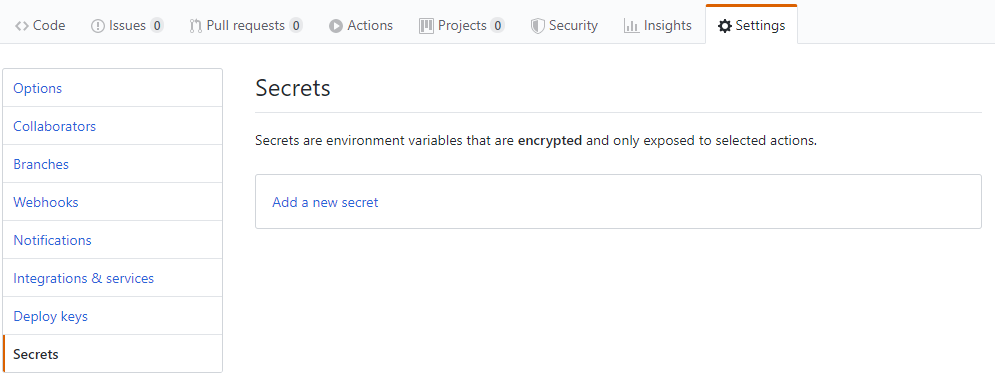 Code Issues 0 Pull requests 0 Actions Projects 0 Security Insights Settings
Options
Collaborators
Branches
Webhooks
Notifications
Integrations & services
Deploy keys
Secrets
Secrets
Secrets are environment variables that are encrypted and only exposed to selected actions.
Add a new secret